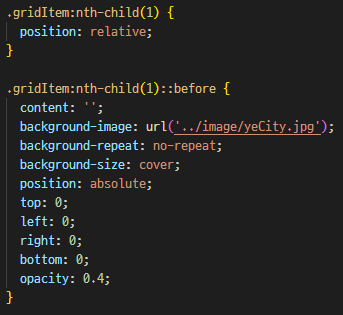 .gridItem:nth-child(1) {
  position: relative;
}

.gridItem:nth-child(1)::before {
  content: '';
  background-image: url('../image/yeCity.jpg');
  background-repeat: no-repeat;
  background-size: cover;
  position: absolute;
  top: 0;
  left: 0;
  right: 0;
  bottom: 0;
  opacity: 0.4;
}